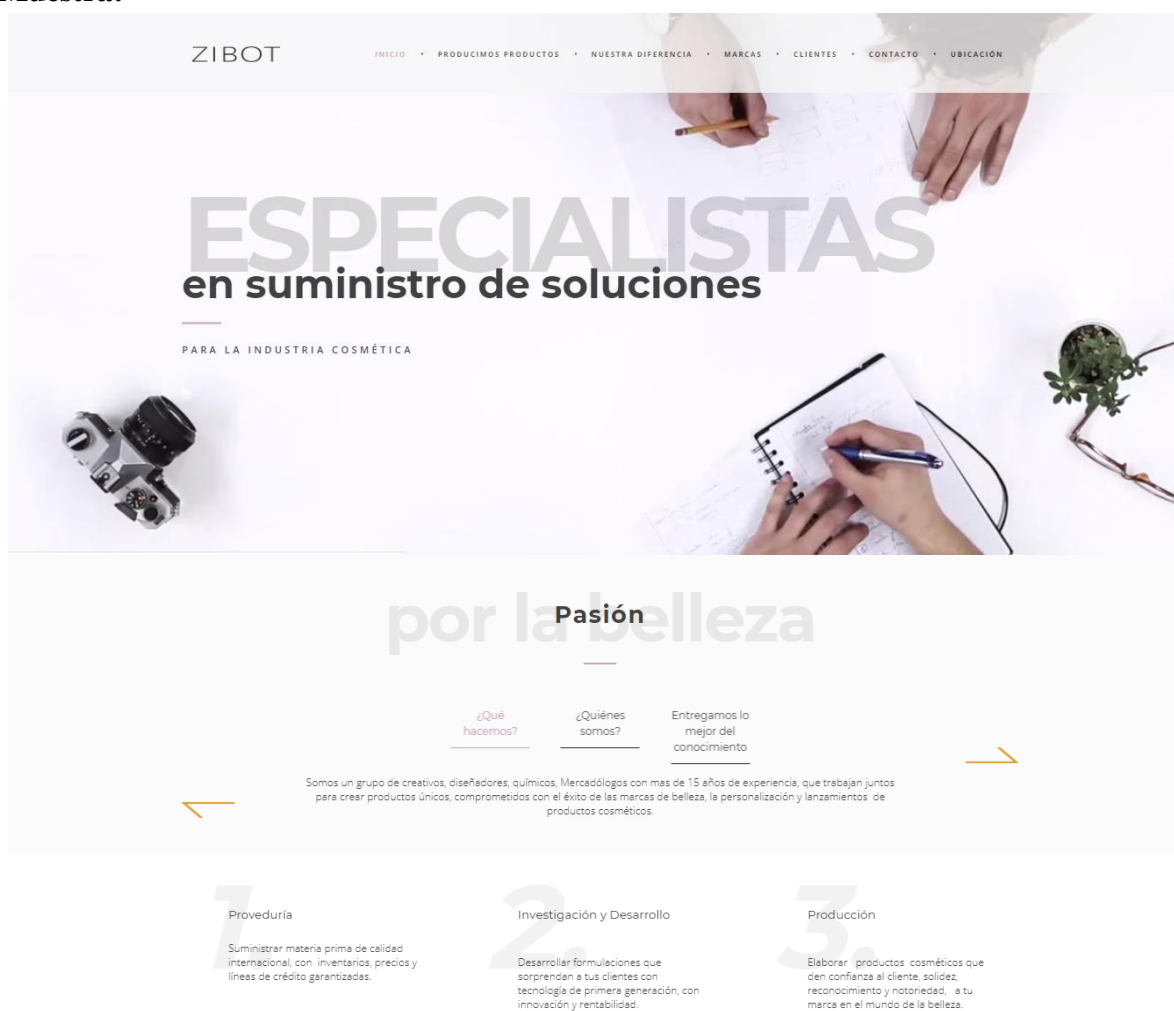 ZIBOT
INICIO • PRODUCIMOS PRODUCTOS • NUESTRA DIFERENCIA • MARCAS • CLIENTES • CONTACTO • UBICACIÓN
ESPECIALISTAS
en suministro de soluciones
PARA LA INDUSTRIA COSMÉTICA
por la belleza
Pasión
¿Qué
hacemos?
¿Quiénes
somos?
Entregamos lo
mejor del
conocimiento
Somos un grupo de creativos, diseñadores, químicos, Mercadólogos con mas de 15 años de experiencia, que trabajan juntos
para crear productos únicos, comprometidos con el éxito de las marcas de belleza, la personalización y lanzamientos de
productos cosméticos.
1.
Proveduría
Suministrar materia prima de calidad
internacional, con inventarios, precios y
líneas de crédito garantizadas.
2.
Investigación y Desarrollo
Desarrollar formulaciones que
sorprendan a tus clientes con
tecnología de primera generación, con
innovación y rentabilidad.
3.
Producción
Elaborar productos cosméticos que
den confianza al cliente, solidez,
reconocimiento y notoriedad, a tu
marca en el mundo de la belleza.